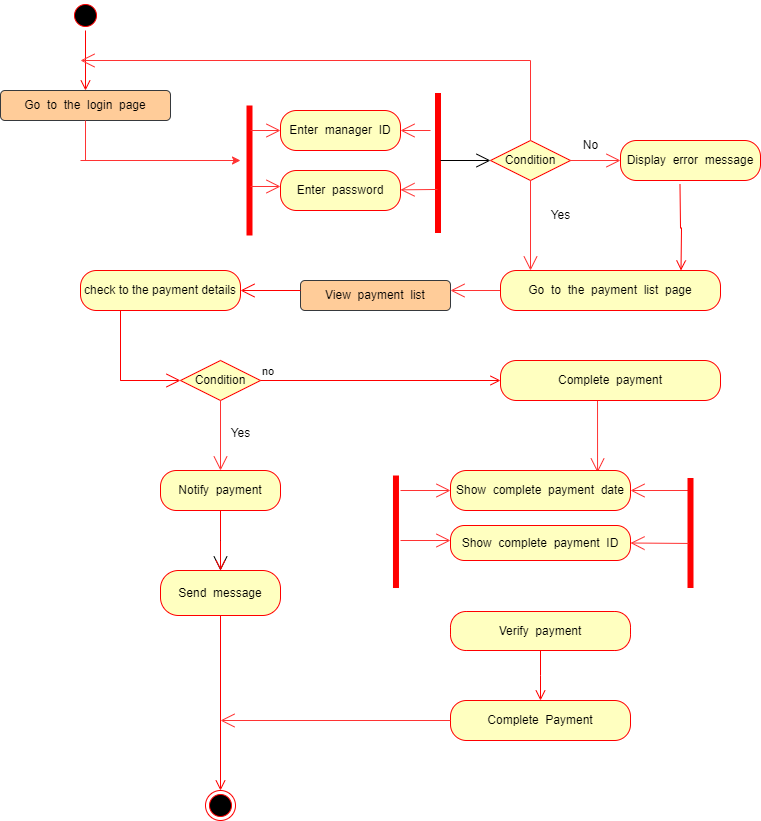 Go to the login page
Enter manager ID
Enter password
Condition
No
Display error message
Yes
Go to the payment list page
View payment list
check to the payment details
Condition
no
Complete payment
Yes
Notify payment
Show complete payment date
Show complete payment ID
Send message
Verify payment
Complete Payment